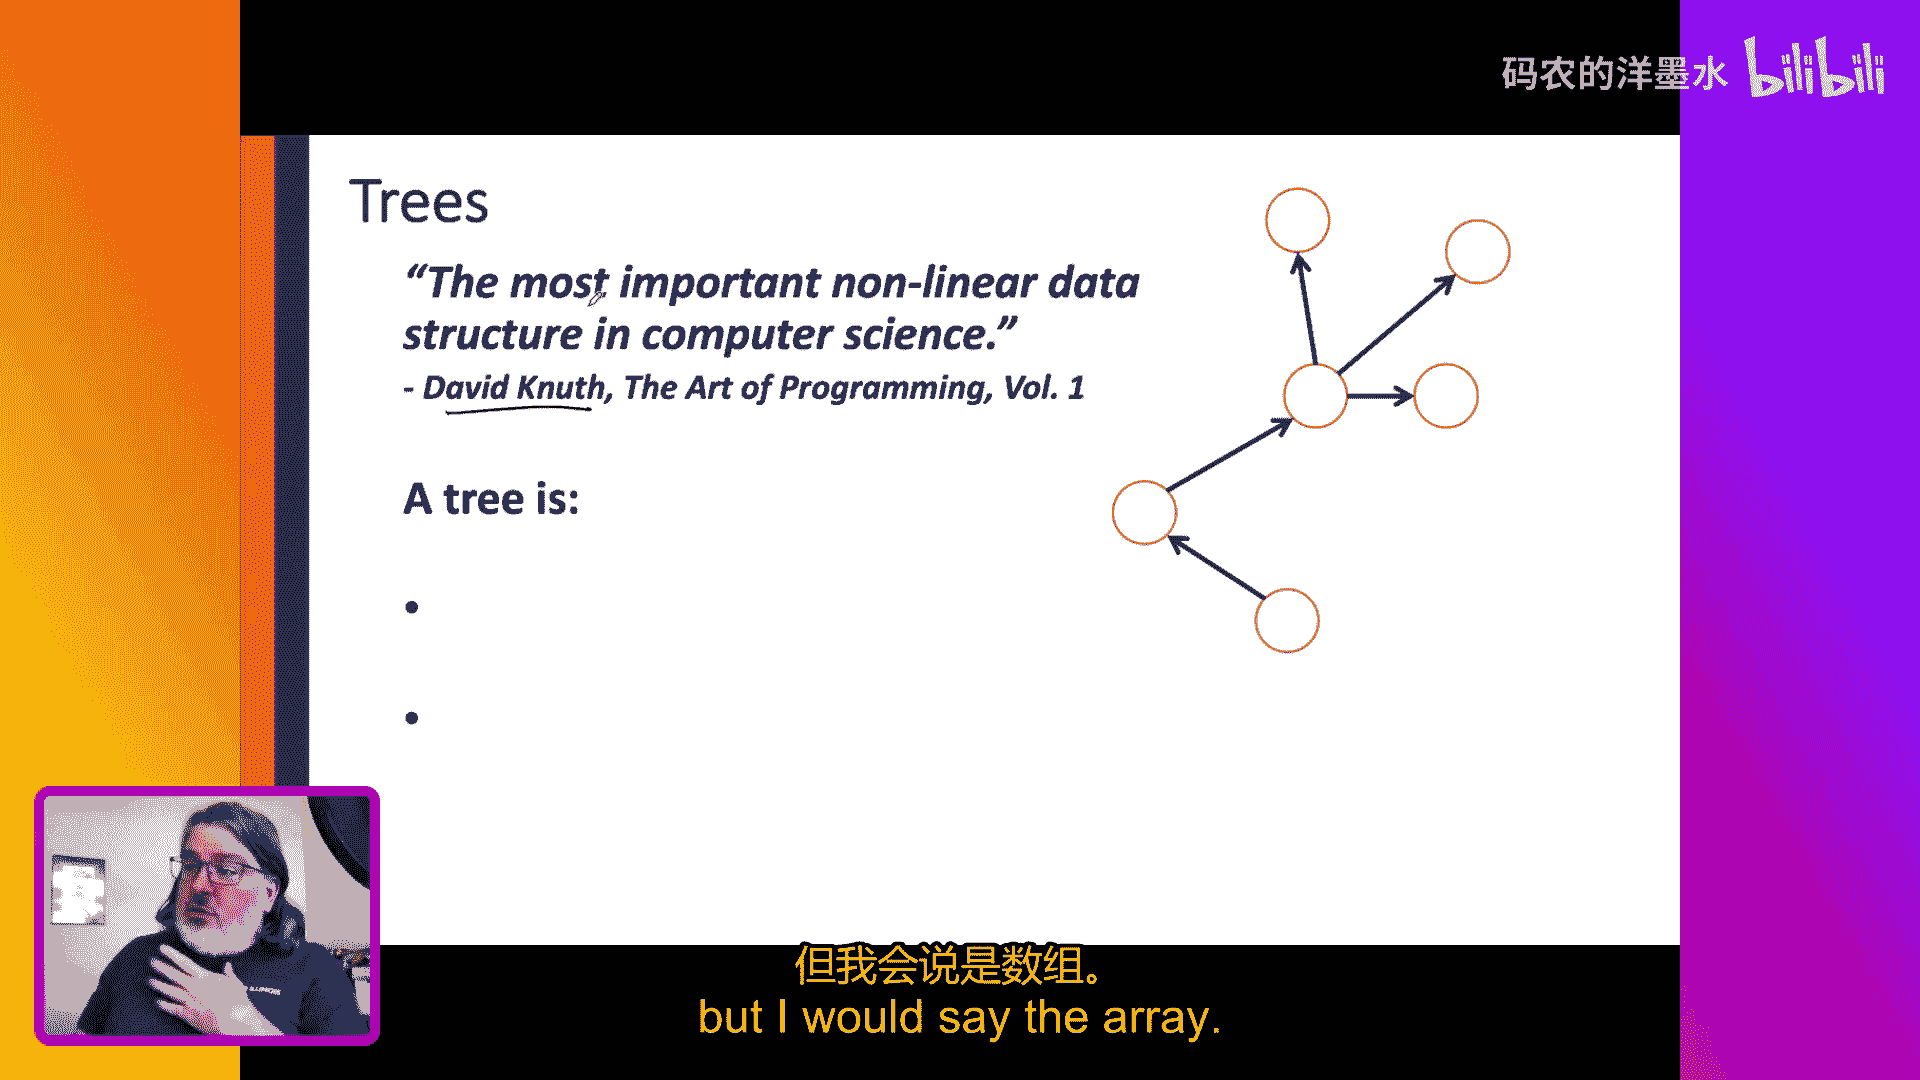 码农的洋墨水 bilibili
Trees
“The most important non-linear data
structure in computer science.”
- David Knuth, The Art of Programming, Vol. 1
A tree is:
•
•
ILLINOIS
但我会说是数组。
but I would say the array.